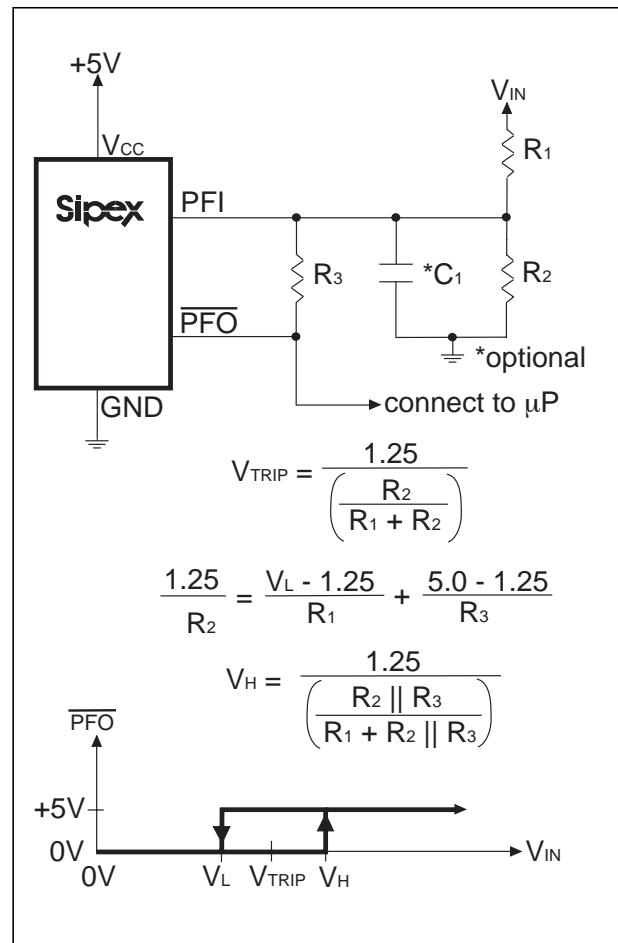 +5V
VIN
VCC
R1
Sipex
PFI
R3
*C1
R2
PFO
*optional
GND
connect to µP
VTRIP = 1.25 / ( R2 / R1 + R2 )
1.25 / R2 = VL - 1.25 / R1 + 5.0 - 1.25 / R3
VH = 1.25 / ( R2 || R3 / R1 + R2 || R3 )
PFO
+5V
0V
VIN
0V
VL
VTRIP
VH